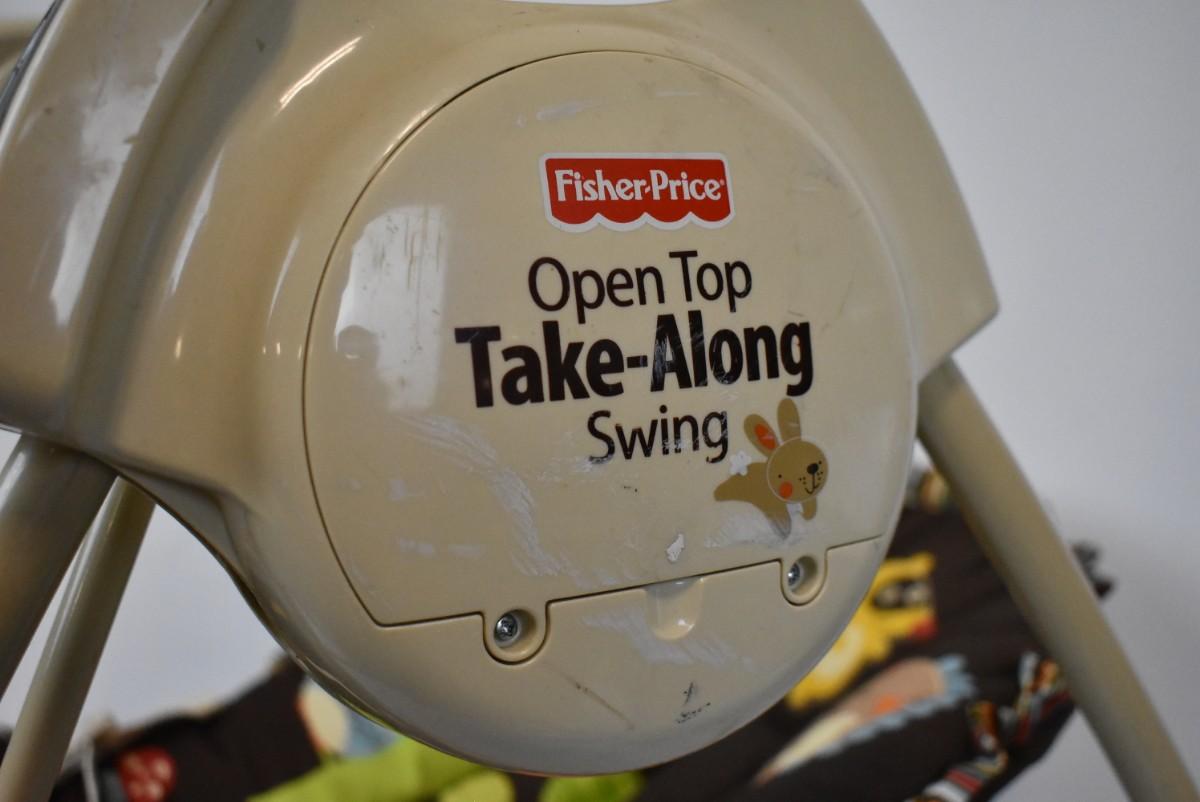 Fisher-Price
Open Top
Take-Along
Swing